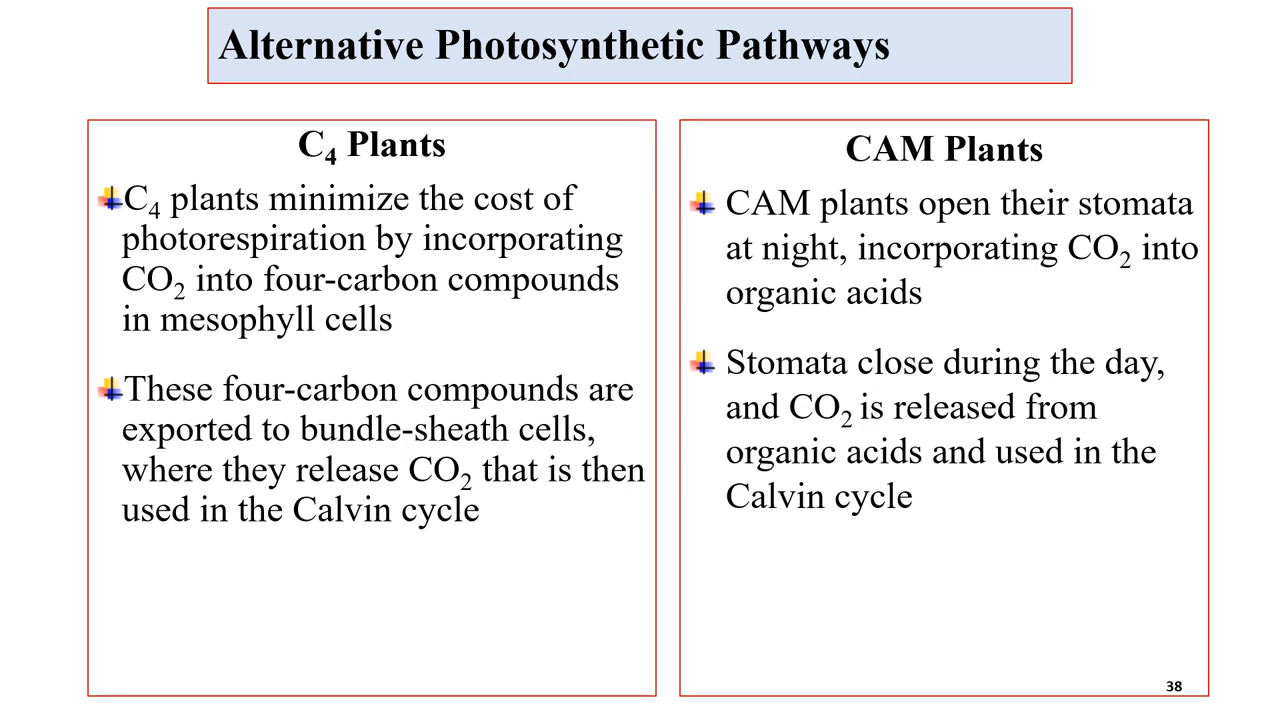 Alternative Photosynthetic Pathways
C₄ Plants
C₄ plants minimize the cost of
photorespiration by incorporating
CO₂ into four-carbon compounds
in mesophyll cells
These four-carbon compounds are
exported to bundle-sheath cells,
where they release CO₂ that is then
used in the Calvin cycle
CAM Plants
CAM plants open their stomata
at night, incorporating CO₂ into
organic acids
Stomata close during the day,
and CO₂ is released from
organic acids and used in the
Calvin cycle
38